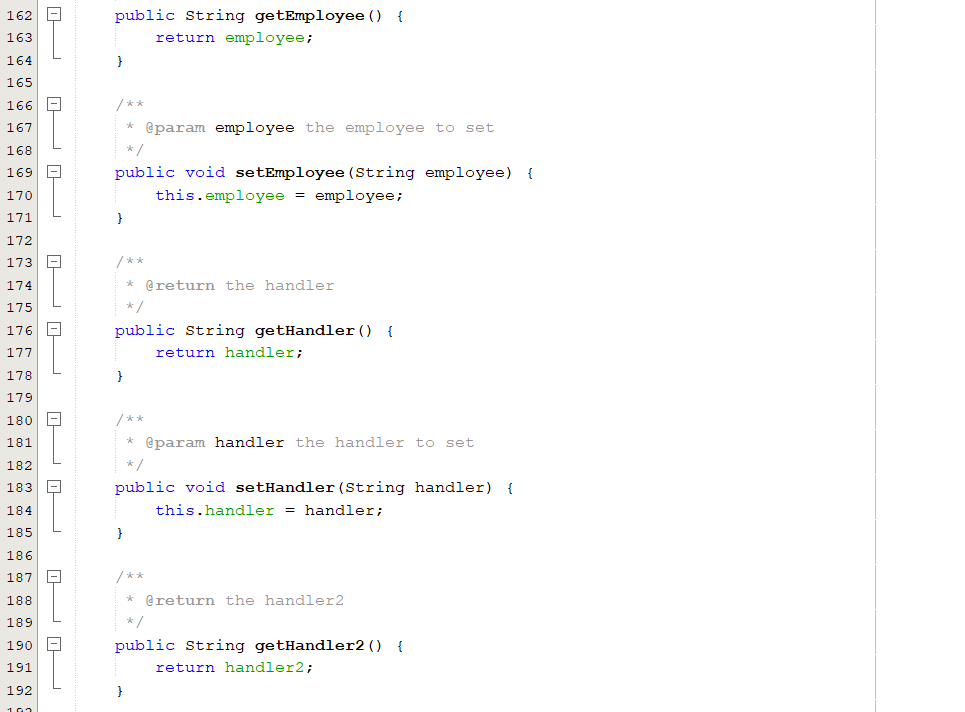 162 public String getEmployee() {
163 return employee;
164 }
165
166 /**
167 * @param employee the employee to set
168 */
169 public void setEmployee(String employee) {
170 this.employee = employee;
171 }
172
173 /**
174 * @return the handler
175 */
176 public String getHandler() {
177 return handler;
178 }
179
180 /**
181 * @param handler the handler to set
182 */
183 public void setHandler(String handler) {
184 this.handler = handler;
185 }
186
187 /**
188 * @return the handler2
189 */
190 public String getHandler2() {
191 return handler2;
192 }